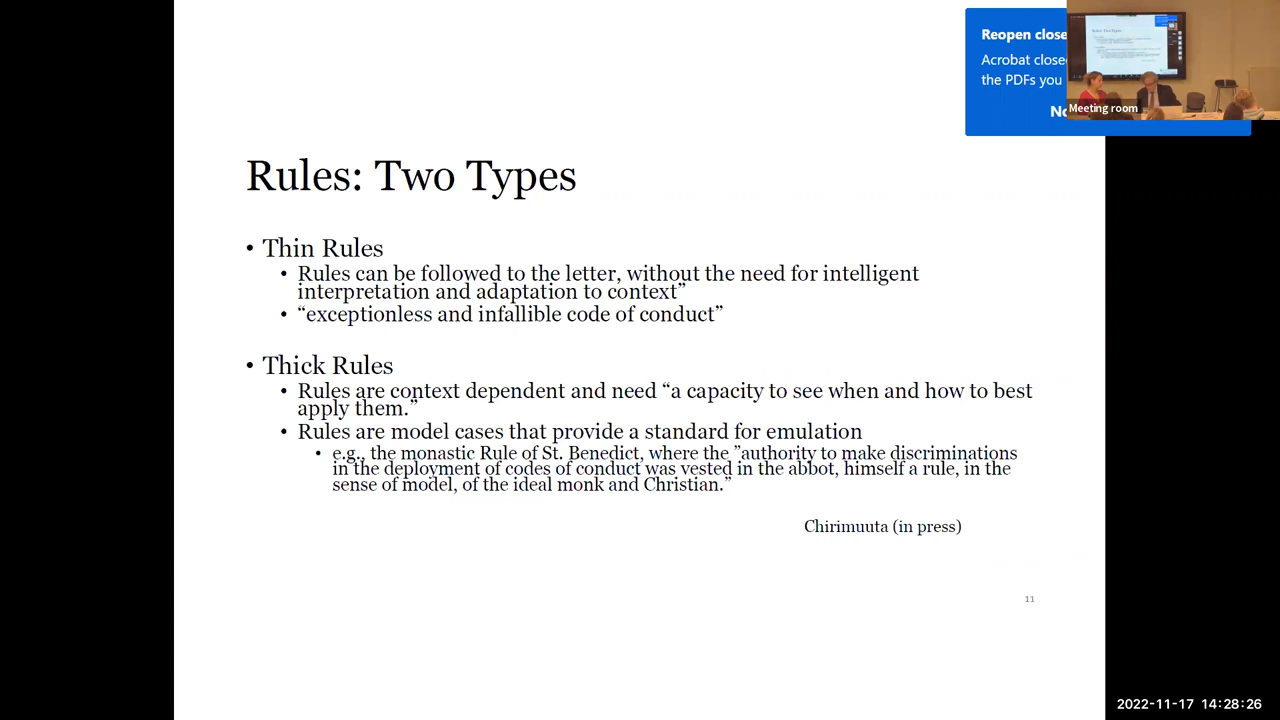 Reopen close
Acrobat close
the PDFs you
No
Meeting room
Rules: Two Types
• Thin Rules
• Rules can be followed to the letter, without the need for intelligent
interpretation and adaptation to context”
• “exceptionless and infallible code of conduct”
• Thick Rules
• Rules are context dependent and need “a capacity to see when and how to best
apply them.”
• Rules are model cases that provide a standard for emulation
• e.g., the monastic Rule of St. Benedict, where the ”authority to make discriminations
in the deployment of codes of conduct was vested in the abbot, himself a rule, in the
sense of model, of the ideal monk and Christian.”
Chirimuuta (in press)
11
2022-11-17 14:28:26